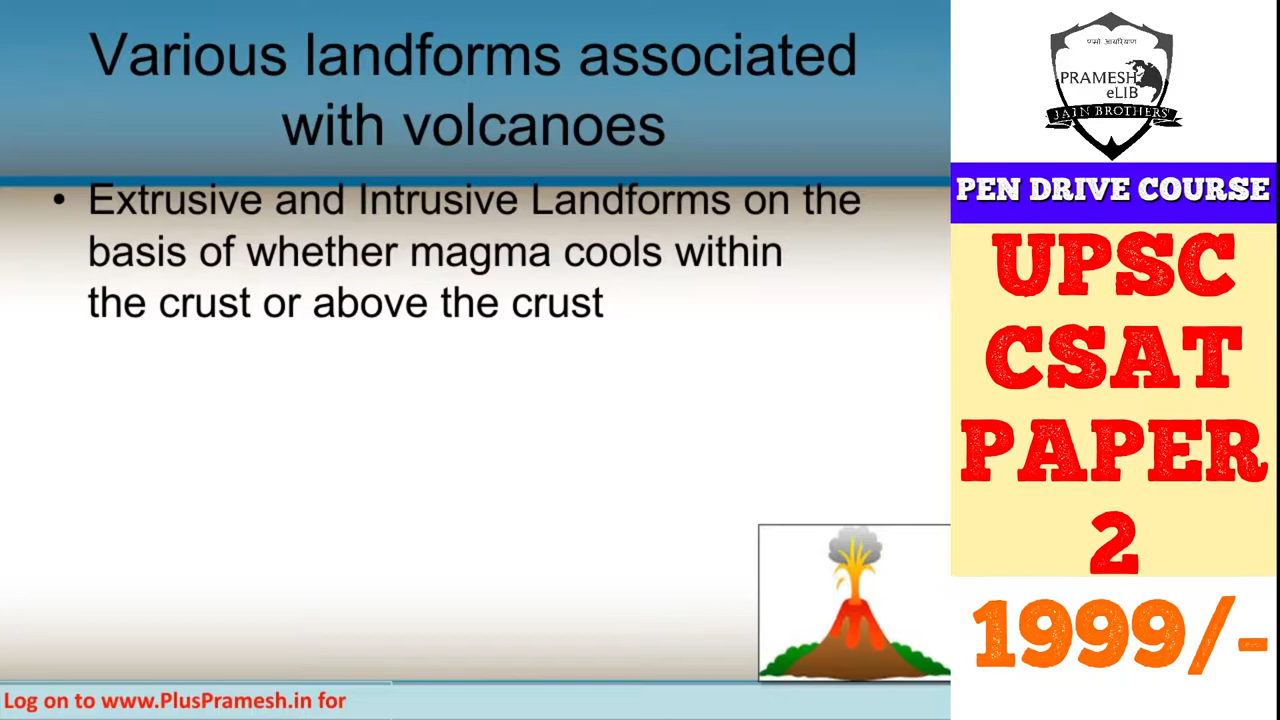 Various landforms associated
with volcanoes
• Extrusive and Intrusive Landforms on the
basis of whether magma cools within
the crust or above the crust
Log on to www.PlusPramesh.in for
णमो आयरियाण
PRAMESH
eLIB
JAIN BROTHERS'
PEN DRIVE COURSE
UPSC
CSAT
PAPER
2
1999/-